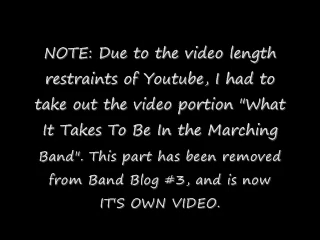 NOTE: Due to the video length
restraints of Youtube, I had to
take out the video portion "What
It Takes To Be In the Marching
Band". This part has been removed
from Band Blog #3, and is now
IT'S OWN VIDEO.